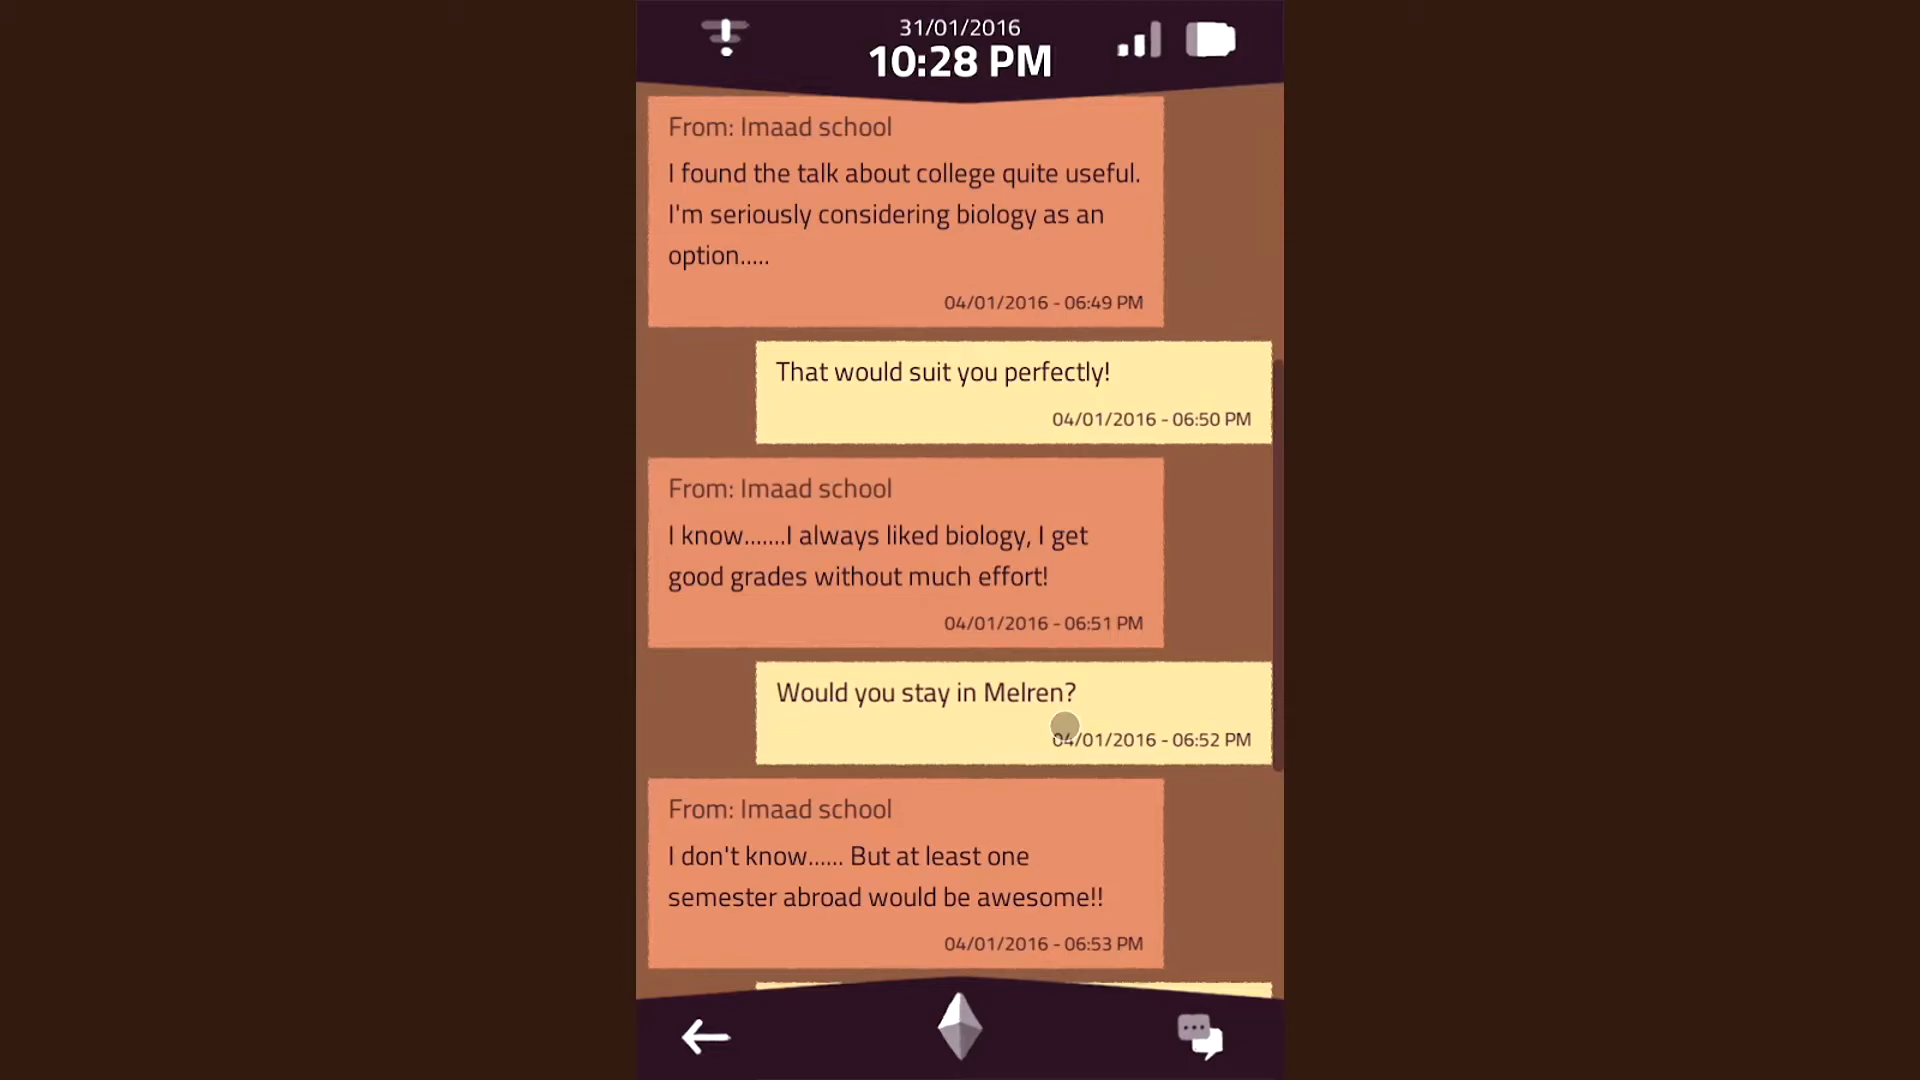 31/01/2016
10:28 PM
From: Imaad school
I found the talk about college quite useful.
I'm seriously considering biology as an
option.....
04/01/2016 - 06:49 PM
That would suit you perfectly!
04/01/2016 - 06:50 PM
From: Imaad school
I know.......I always liked biology, I get
good grades without much effort!
04/01/2016 - 06:51 PM
Would you stay in Melren?
04/01/2016 - 06:52 PM
From: Imaad school
I don't know...... But at least one
semester abroad would be awesome!!
04/01/2016 - 06:53 PM